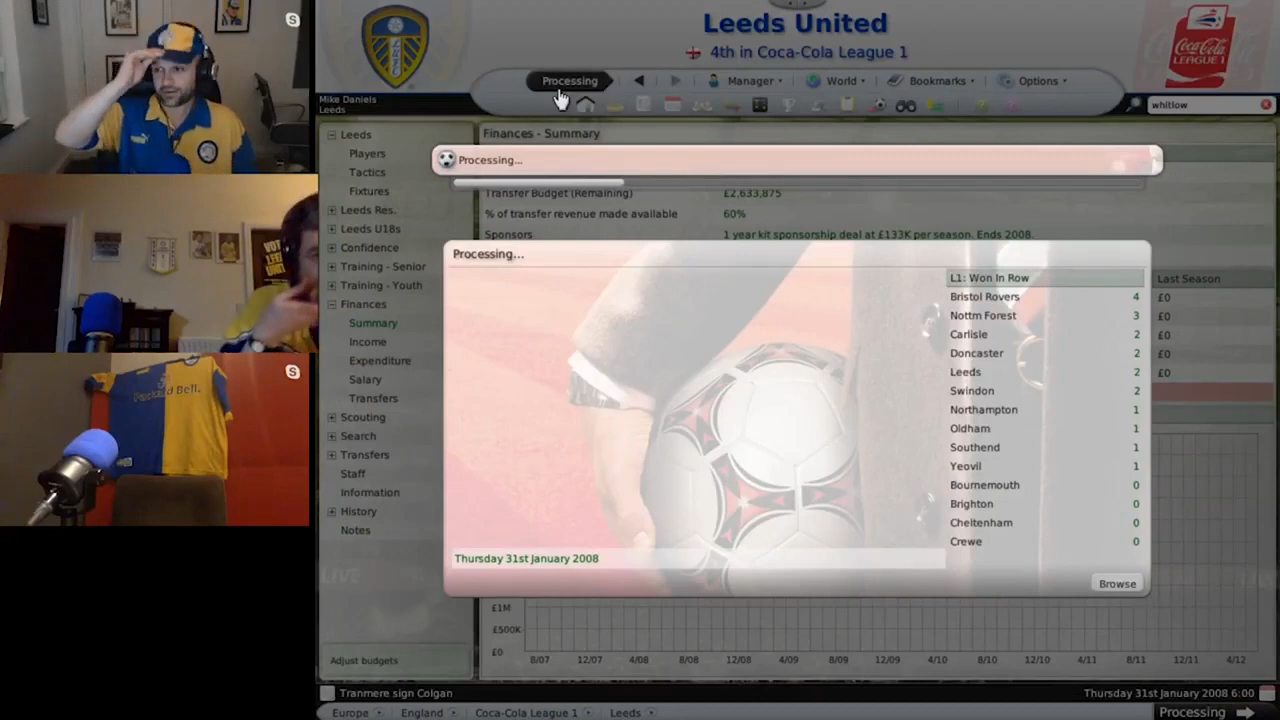 Leeds United
4th in Coca-Cola League 1
Coca-Cola
LEAGUE 1
Processing
Manager
World
Bookmarks
Options
Mike Daniels
Leeds
whitlow
Leeds
Players
Tactics
Fixtures
Leeds Res.
Leeds U18s
Confidence
Training - Senior
Training - Youth
Finances
Summary
Income
Expenditure
Salary
Transfers
Scouting
Search
Transfers
Staff
Information
History
Notes
LIVE
Adjust budgets
Finances - Summary
Processing...
Transfer Budget (Remaining) £2,633,875
% of transfer revenue made available 60%
Sponsors 1 year kit sponsorship deal at £133K per season. Ends 2008.
Processing...
L1: Won In Row
Bristol Rovers 4
Nottm Forest 3
Carlisle 2
Doncaster 2
Leeds 2
Swindon 2
Northampton 1
Oldham 1
Southend 1
Yeovil 1
Bournemouth 0
Brighton 0
Cheltenham 0
Crewe 0
Last Season
£0
£0
£0
£0
£0
Thursday 31st January 2008
Browse
£1M
£500K
£0
8/07 12/07 4/08 8/08 12/08 4/09 8/09 12/09 4/10 8/10 12/10 4/11 8/11 12/11 4/12
Tranmere sign Colgan
Thursday 31st January 2008 6:00
Europe England Coca-Cola League 1 Leeds
Processing
Packard Bell.